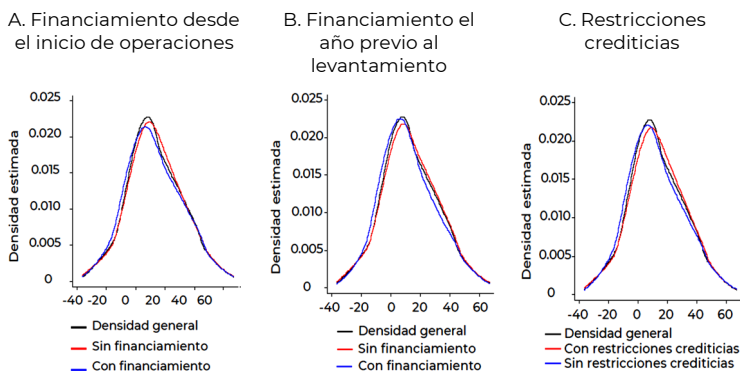 A. Financiamiento desde
el inicio de operaciones
Densidad estimada
0.025
0.020
0.015
0.010
0.005
0
-40 -20 0 20 40 60
Densidad general
Sin financiamiento
Con financiamiento
B. Financiamiento el
año previo al
levantamiento
Densidad estimada
0.025
0.020
0.015
0.010
0.005
0
-40 -20 0 20 40 60
Densidad general
Sin financiamiento
Con financiamiento
C. Restricciones
crediticias
Densidad estimada
0.025
0.020
0.015
0.010
0.005
0
-40 -20 0 20 40 60
Densidad general
Con restricciones crediticias
Sin restricciones crediticias